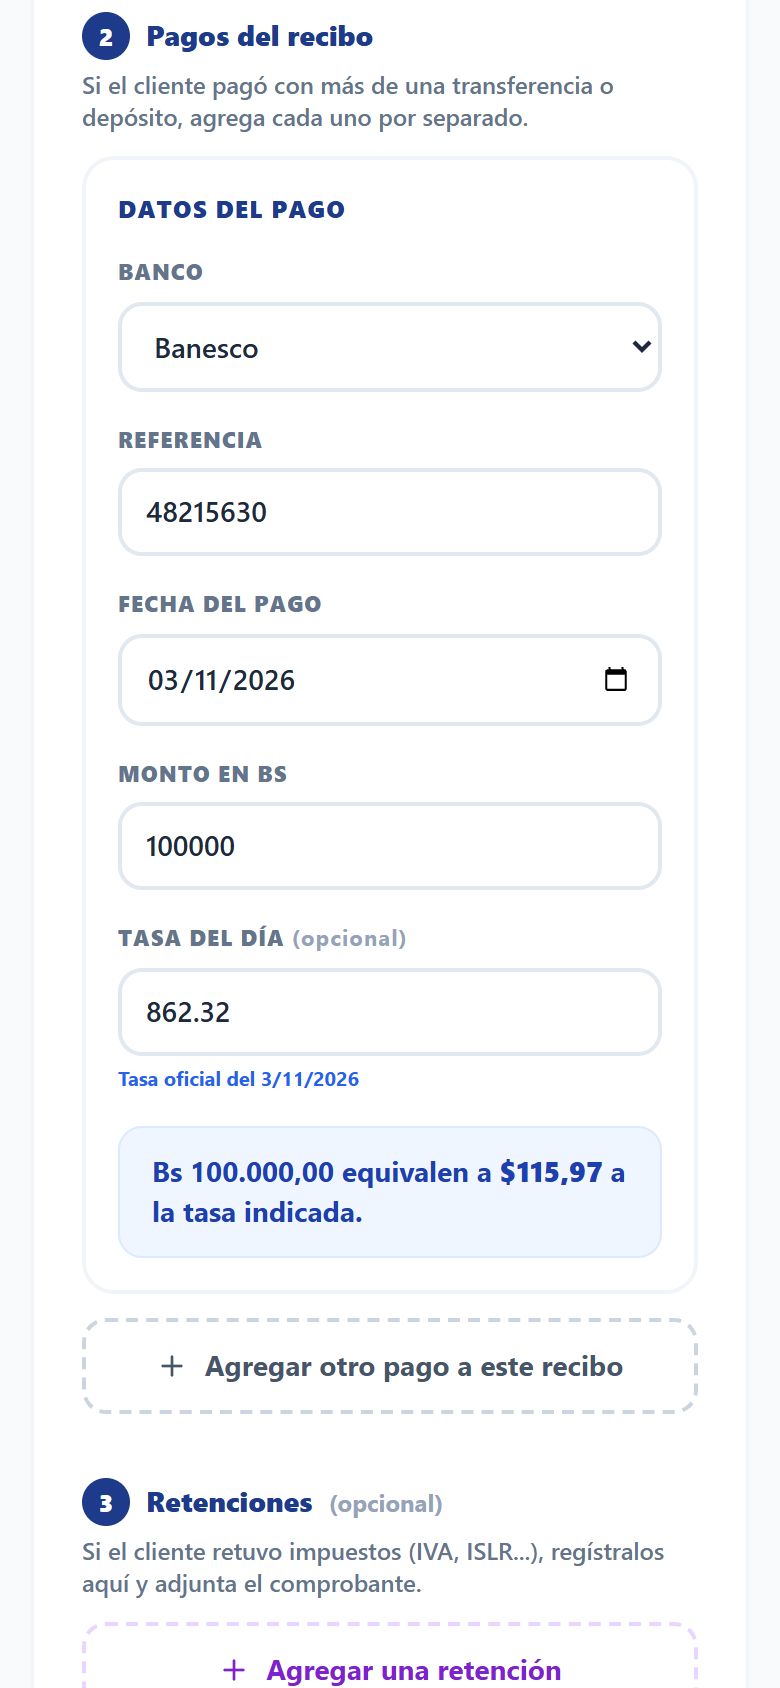 2 Pagos del recibo
Si el cliente pagó con más de una transferencia o
depósito, agrega cada uno por separado.
DATOS DEL PAGO
BANCO
Banesco
REFERENCIA
48215630
FECHA DEL PAGO
03/11/2026
MONTO EN BS
100000
TASA DEL DÍA (opcional)
862.32
Tasa oficial del 3/11/2026
Bs 100.000,00 equivalen a $115,97 a
la tasa indicada.
+ Agregar otro pago a este recibo
3 Retenciones (opcional)
Si el cliente retuvo impuestos (IVA, ISLR...), regístralos
aquí y adjunta el comprobante.
+ Agregar una retención